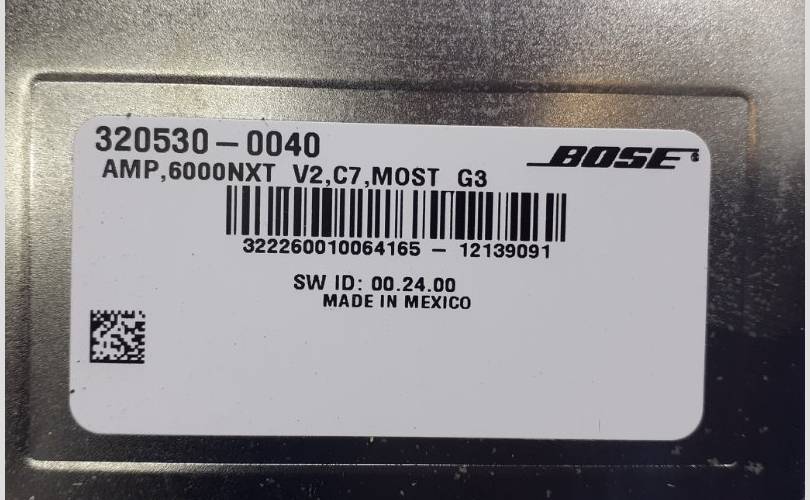 320530-0040
BOSE
AMP,6000NXT V2,C7,MOST G3
322260010064165 - 12139091
SW ID: 00.24.00
MADE IN MEXICO